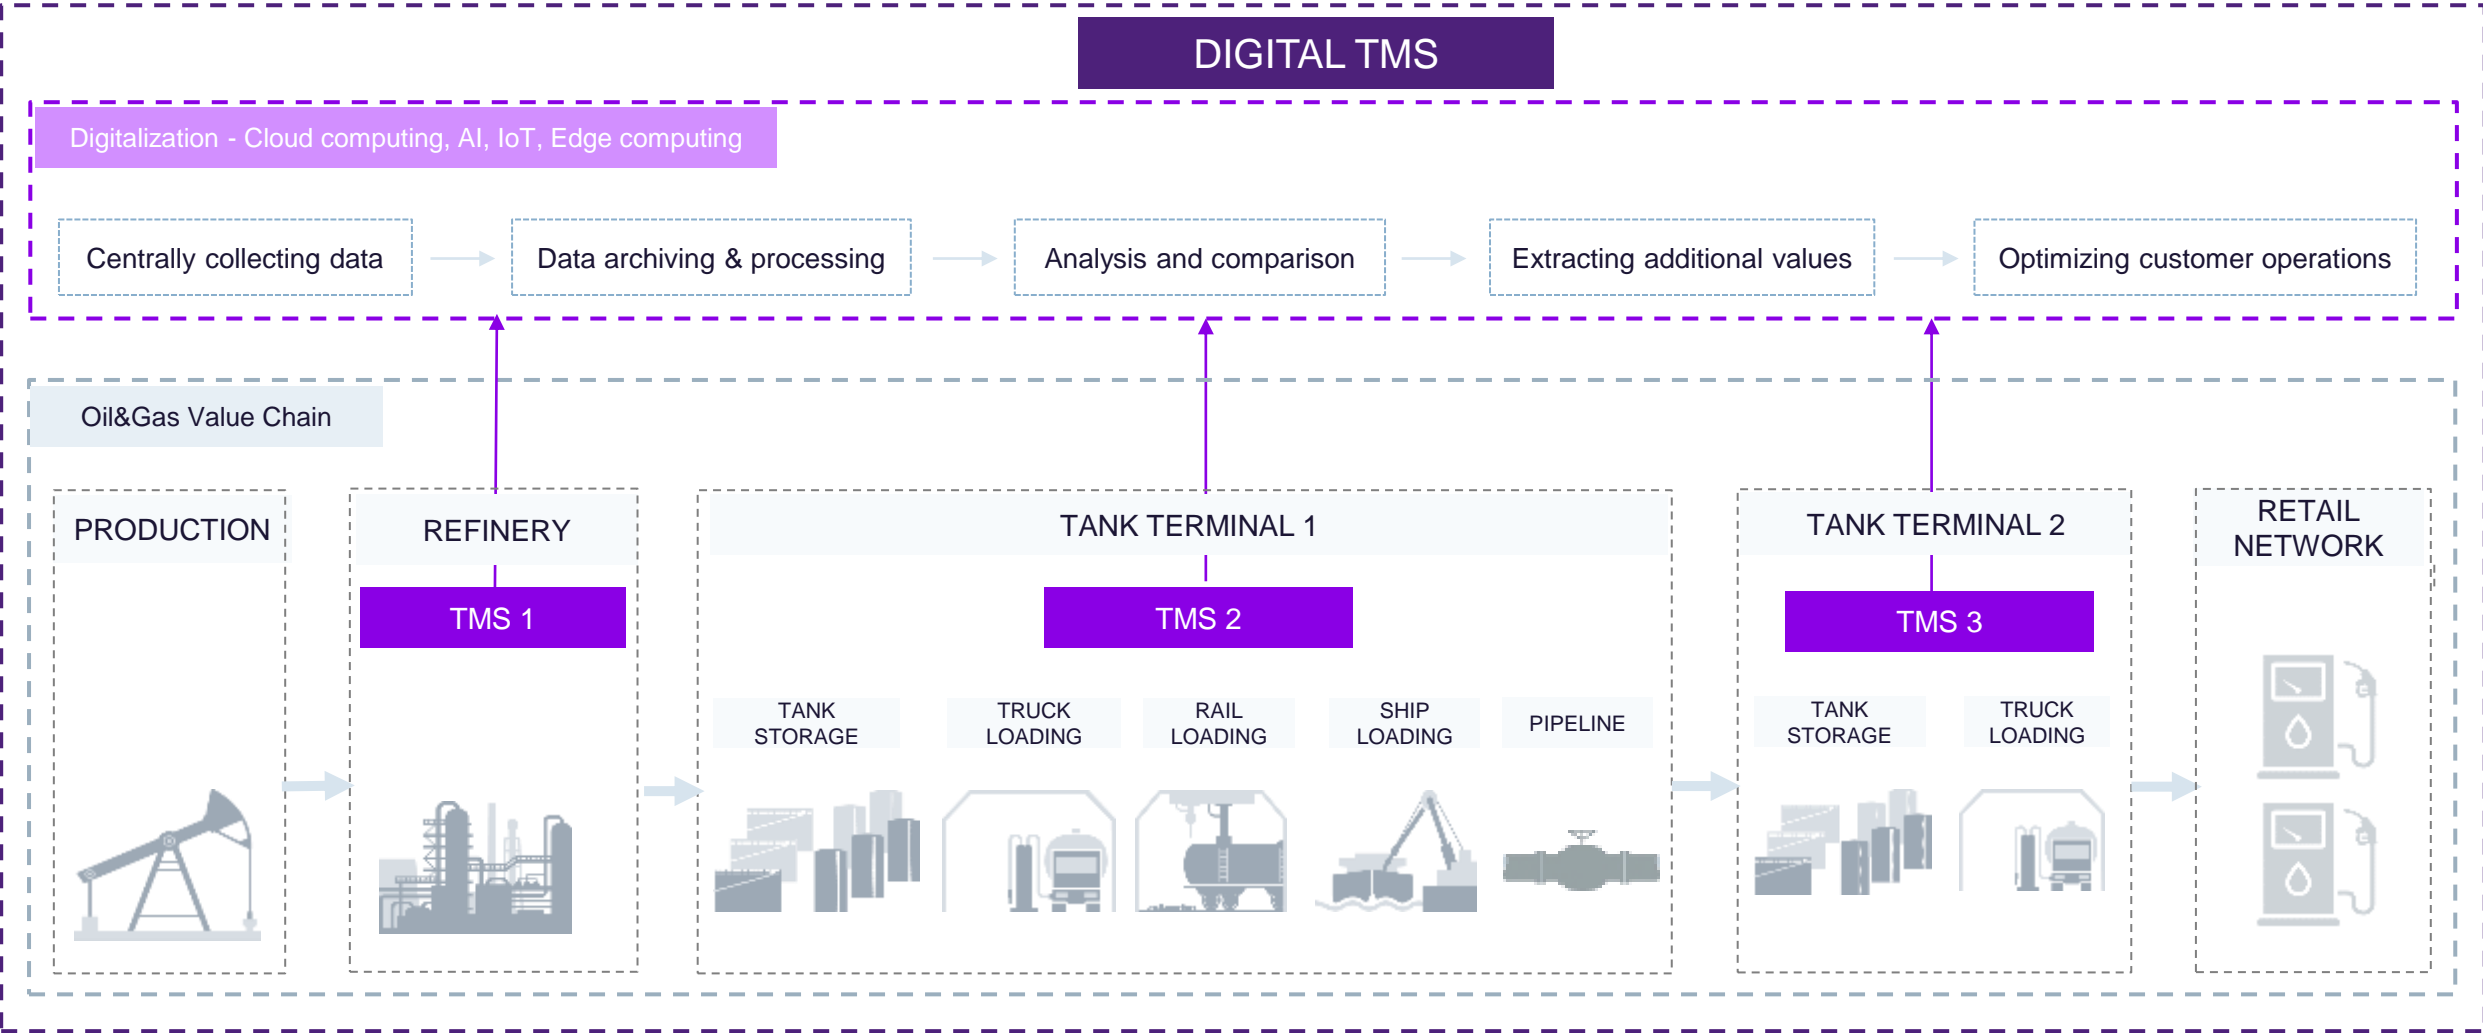 DIGITAL TMS
Digitalization - Cloud computing, AI, IoT, Edge computing
Centrally collecting data
Data archiving & processing
Analysis and comparison
Extracting additional values
Optimizing customer operations
Oil&Gas Value Chain
PRODUCTION
REFINERY
TANK TERMINAL 1
TANK TERMINAL 2
RETAIL
NETWORK
TMS 1
TMS 2
TMS 3
TANK
STORAGE
TRUCK
LOADING
RAIL
LOADING
SHIP
LOADING
PIPELINE
TANK
STORAGE
TRUCK
LOADING